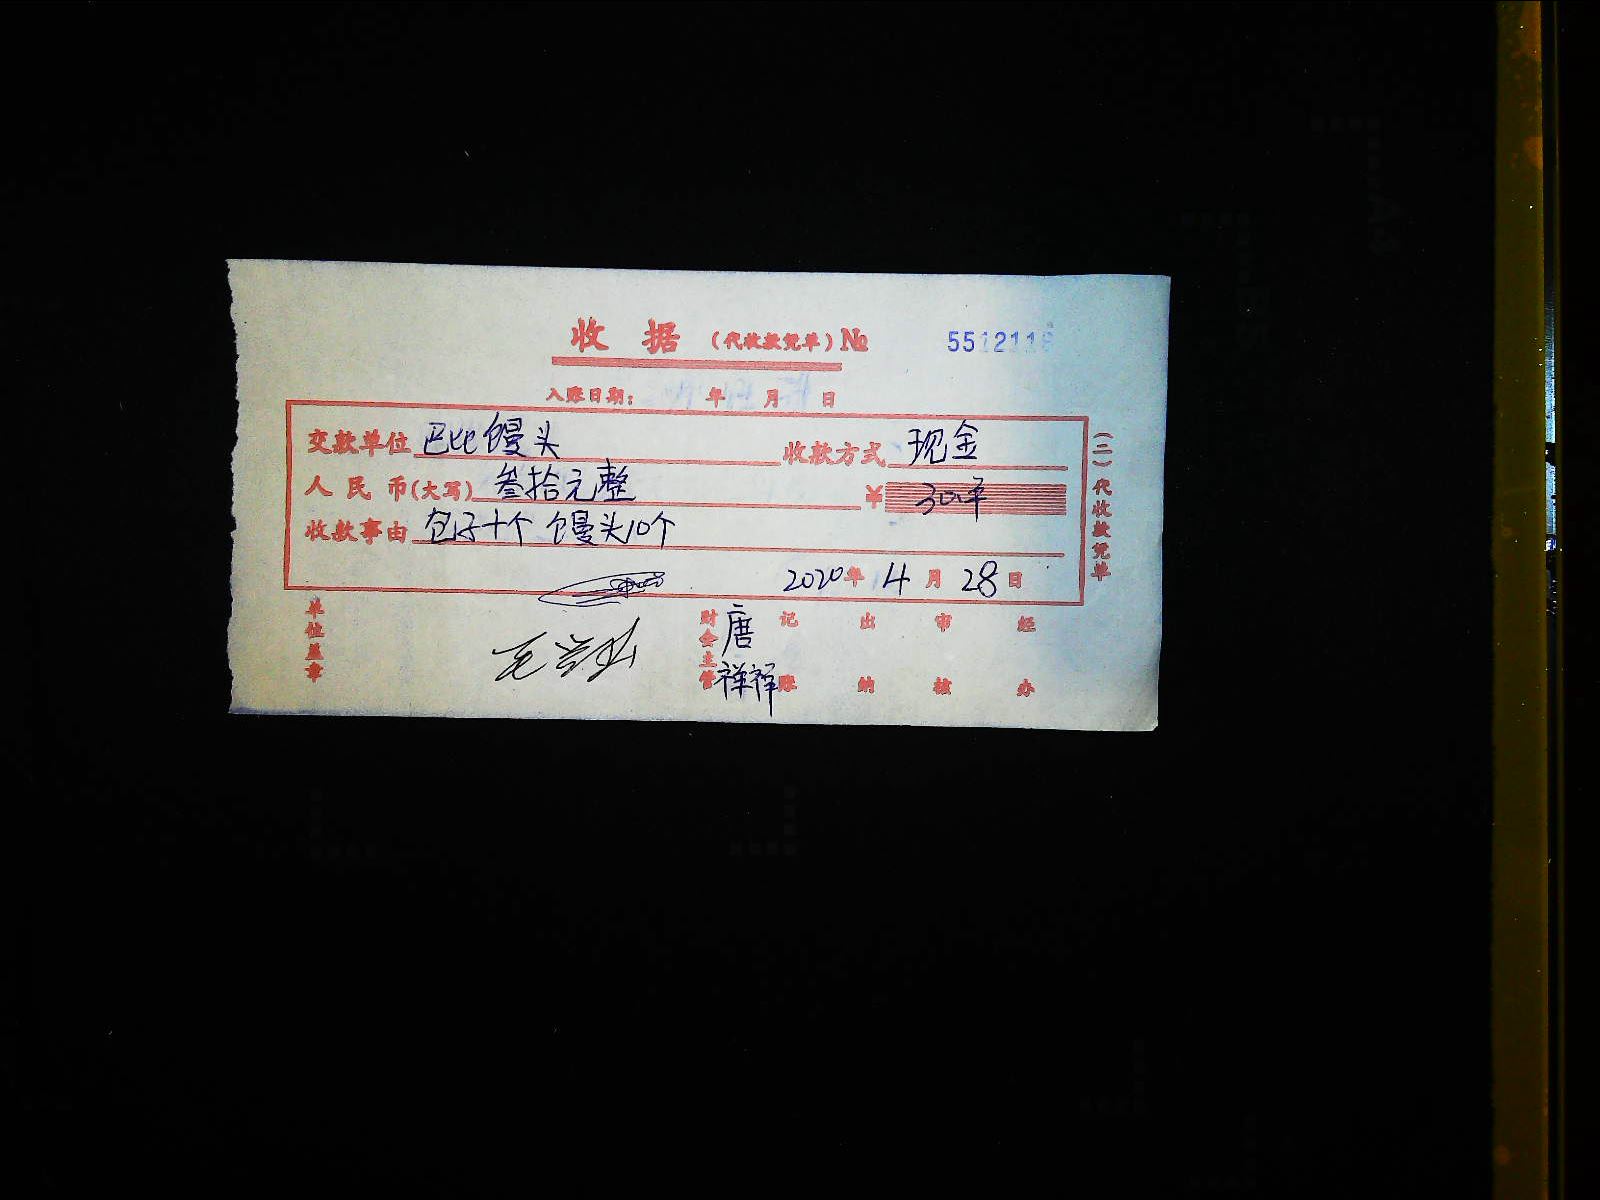 收据(代收款凭单)№ 5512118
入账日期: 年 月 日
交款单位 巴比馒头 收款方式 现金
人民币(大写) 叁拾元整 ¥
收款事由 包子十个 馒头10个
2020年 4月 28日
(二)代收款凭单
单位盖章 财会主管 唐祥祥 记账 出纳 审核 经办